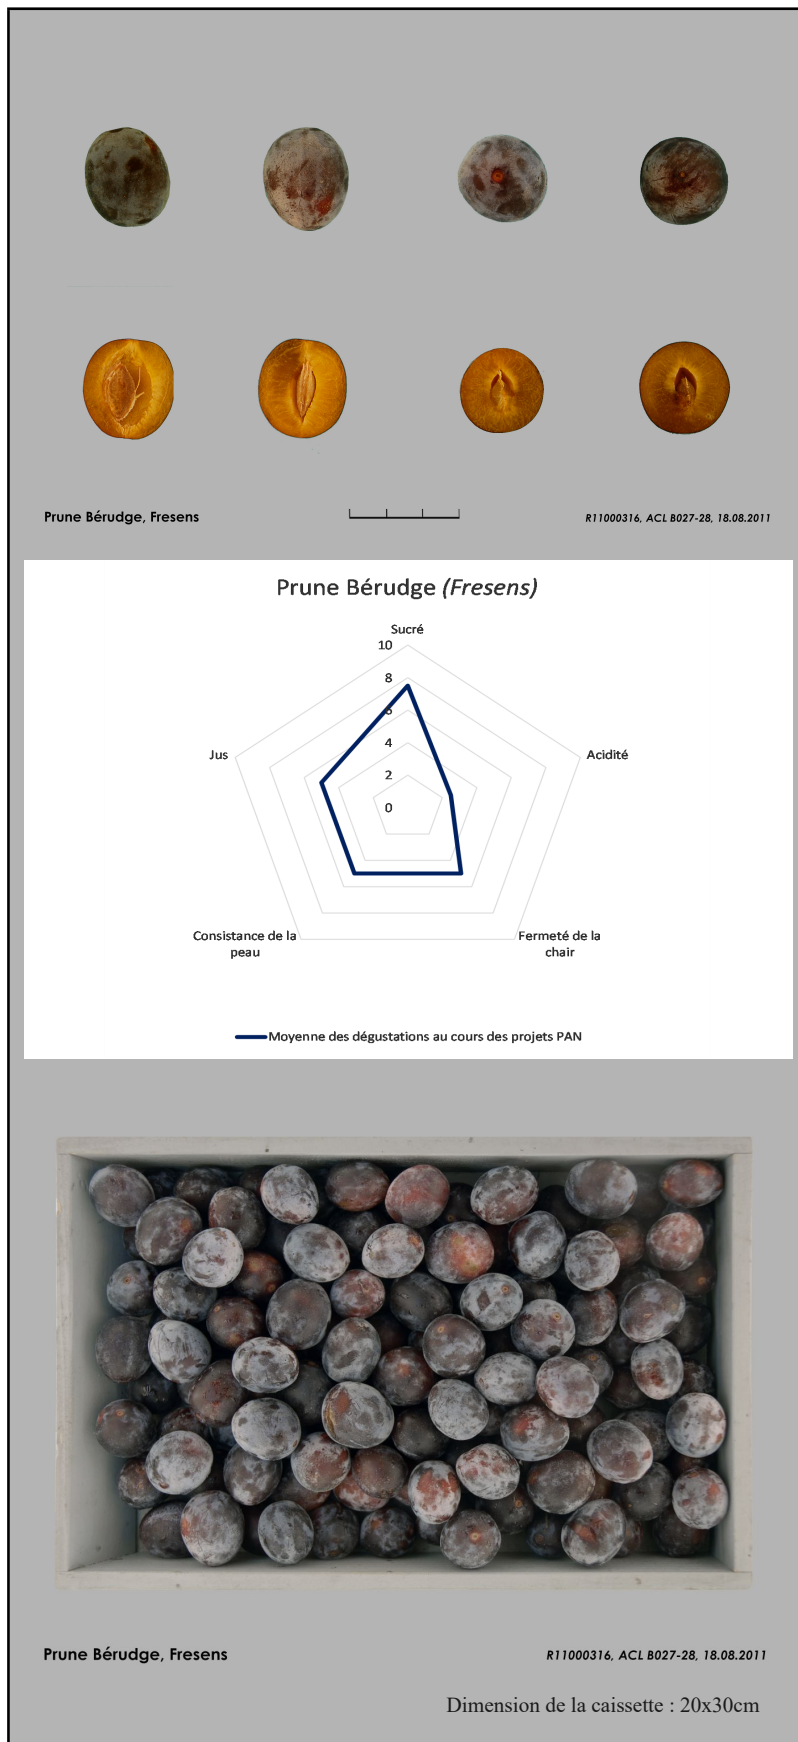 Prune Bérudge, Fresens
R11000316, ACL B027-28, 18.08.2011
Prune Bérudge (Fresens)
Sucré
10
8
6
4
2
0
Jus
Acidité
Consistance de la
peau
Fermeté de la
chair
Moyenne des dégustations au cours des projets PAN
Prune Bérudge, Fresens
R11000316, ACL B027-28, 18.08.2011
Dimension de la caissette : 20x30cm